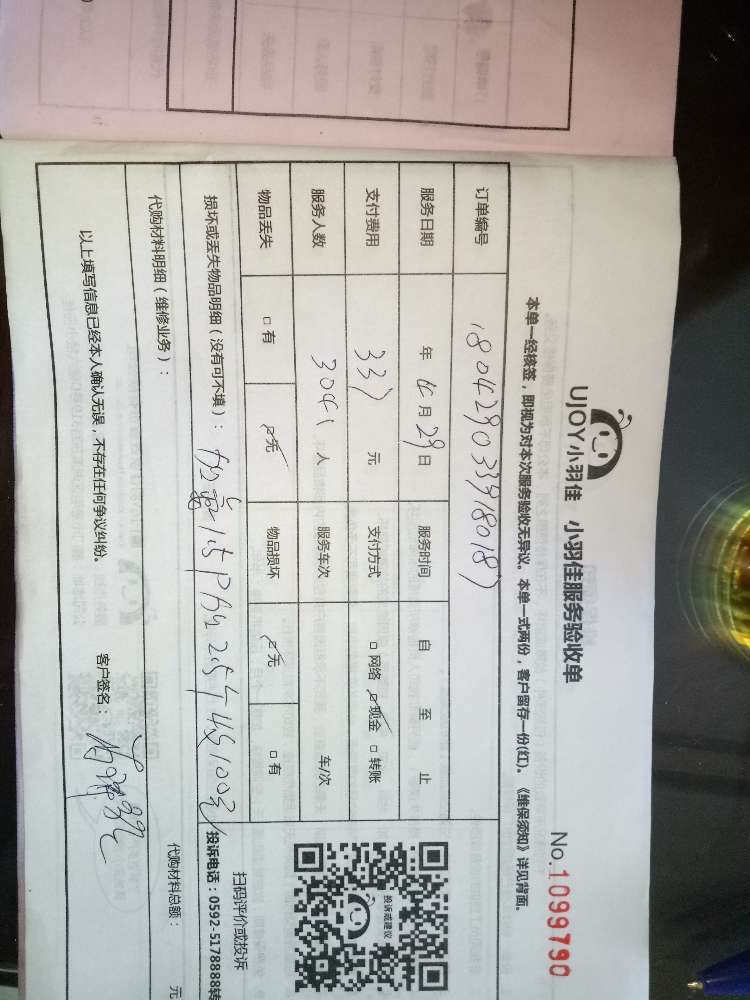 UJOY小羽佳 小羽佳服务验收单
No.1099790
本单一经核签，即视为对本次服务验收无异议。本单一式两份，客户留存一份(红)。《维保须知》详见背面。
订单编号
服务日期 年 4月29日 服务时间 自 至 止
支付费用 337 元 支付方式 □ 网络 ☑ 现金 □ 转账
服务人数 人 服务车次 车/次
物品丢失 □ 有 ☑ 无 物品损坏 ☑ 无 □ 有
损坏或丢失物品明细（没有可不填）：
代购材料明细（维修业务）： 代购材料总额： 元
以上填写信息已经本人确认无误，不存在任何争议纠纷。
客户签名：
投诉或建议
扫码评价或投诉
投诉电话：0592-5178888转